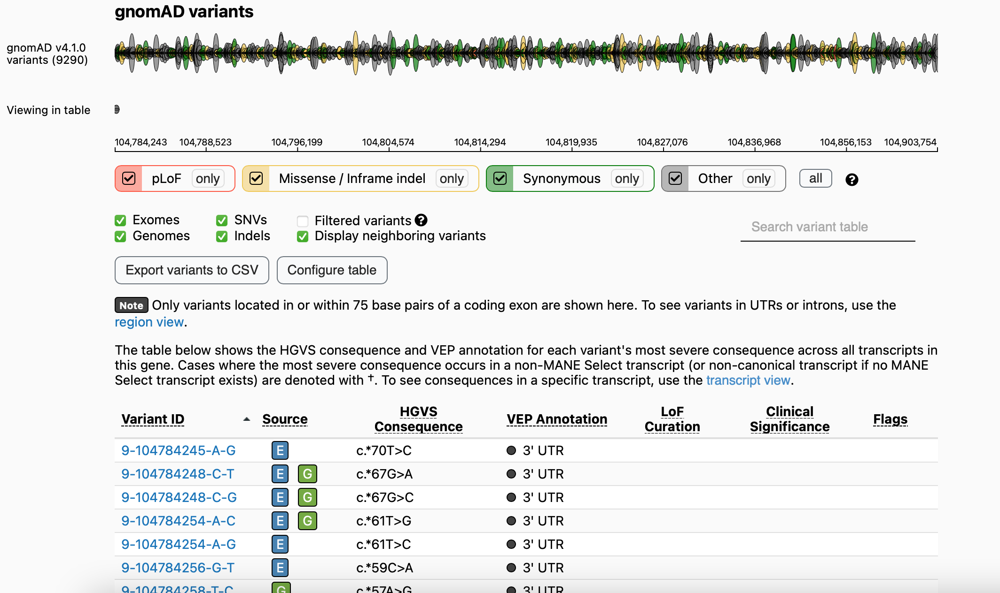 gnomAD variants
gnomAD v4.1.0
variants (9290)
Viewing in table
104,784,243 104,788,523 104,796,199 104,804,574 104,814,294 104,819,935 104,827,076 104,836,968 104,856,153 104,903,754
pLoF only Missense / Inframe indel only Synonymous only Other only all ?
Exomes SNVs Filtered variants ?
Genomes Indels Display neighboring variants
Search variant table
Export variants to CSV Configure table
Note Only variants located in or within 75 base pairs of a coding exon are shown here. To see variants in UTRs or introns, use the
region view.
The table below shows the HGVS consequence and VEP annotation for each variant's most severe consequence across all transcripts in
this gene. Cases where the most severe consequence occurs in a non-MANE Select transcript (or non-canonical transcript if no MANE
Select transcript exists) are denoted with †. To see consequences in a specific transcript, use the transcript view.
Variant ID Source HGVS Consequence VEP Annotation LoF Curation Clinical Significance Flags
9-104784245-A-G E c.*70T>C 3' UTR
9-104784248-C-T E G c.*67G>A 3' UTR
9-104784248-C-G E G c.*67G>C 3' UTR
9-104784254-A-C E G c.*61T>G 3' UTR
9-104784254-A-G E c.*61T>C 3' UTR
9-104784256-G-T E c.*59C>A 3' UTR
9-104784258-T-C G c.*57A>G 3' UTR